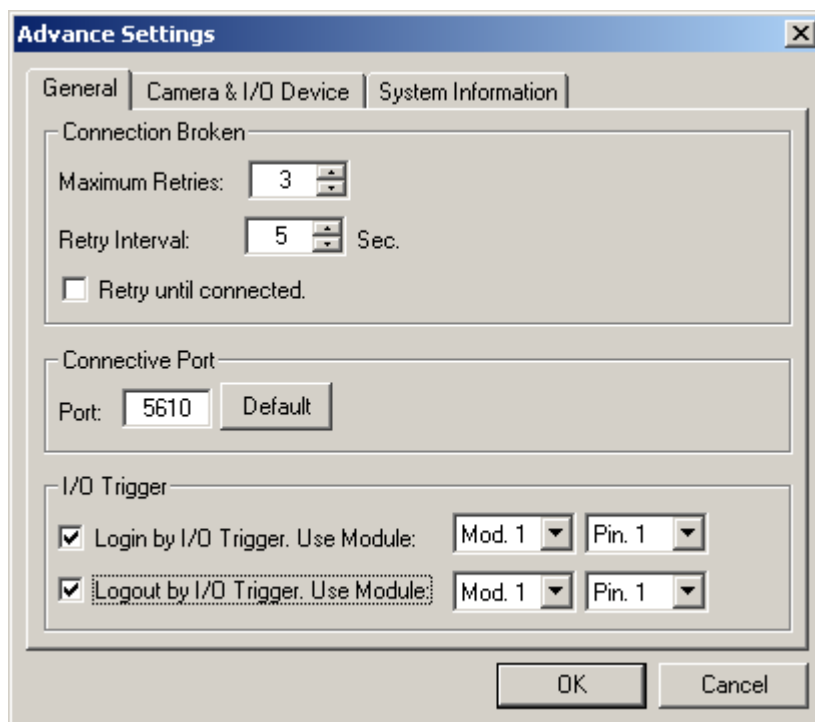 Advance Settings
General Camera & I/O Device System Information
Connection Broken
Maximum Retries: 3
Retry Interval: 5 Sec.
Retry until connected.
Connective Port
Port: 5610 Default
I/O Trigger
Login by I/O Trigger. Use Module: Mod. 1 Pin. 1
Logout by I/O Trigger. Use Module: Mod. 1 Pin. 1
OK Cancel